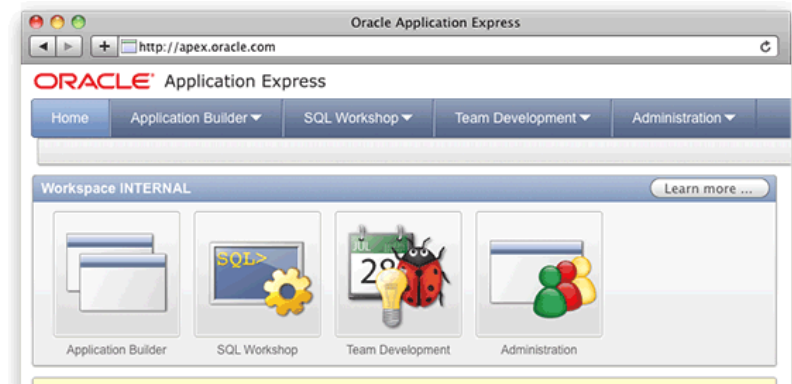 Oracle Application Express
http://apex.oracle.com
ORACLE® Application Express
Home Application Builder SQL Workshop Team Development Administration
Workspace INTERNAL Learn more ...
SQL>
JUL
28
Application Builder SQL Workshop Team Development Administration